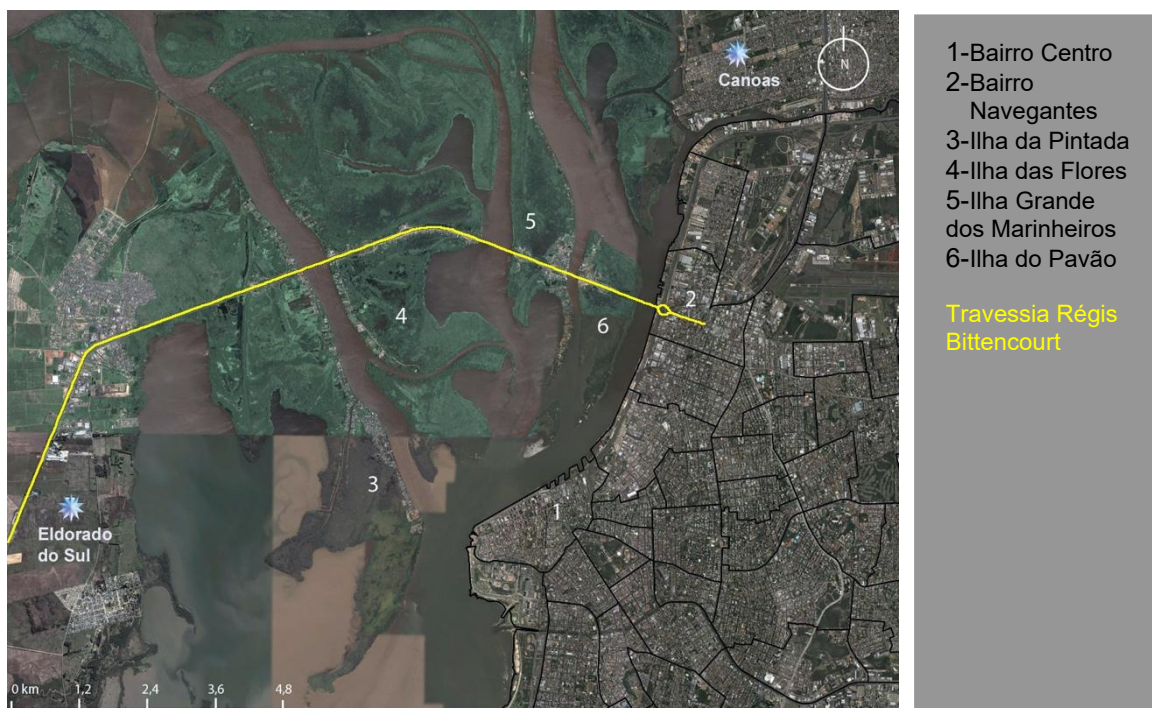 Canoas
N
5
2
4
6
3
1
Eldorado
do Sul
0 km 1,2 2,4 3,6 4,8
1-Bairro Centro
2-Bairro
Navegantes
3-Ilha da Pintada
4-Ilha das Flores
5-Ilha Grande
dos Marinheiros
6-Ilha do Pavão
Travessia Régis
Bittencourt